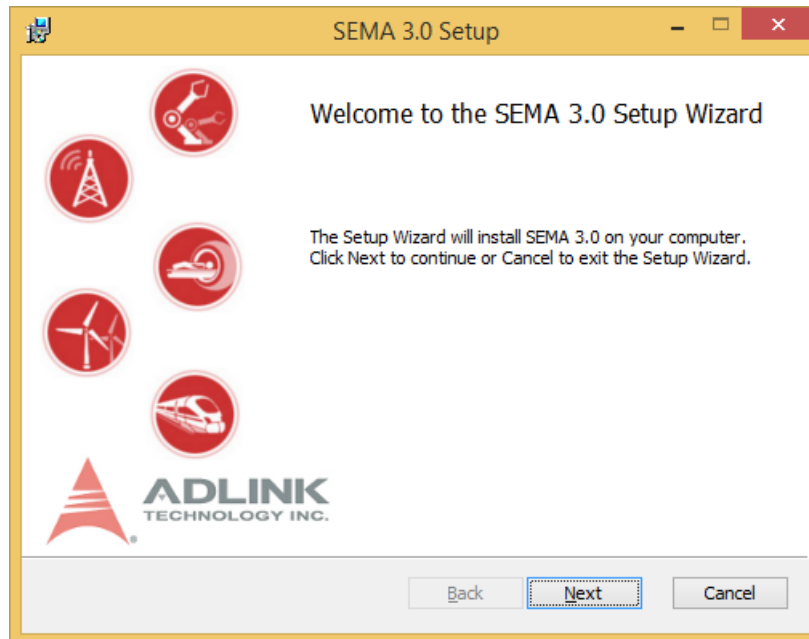 SEMA 3.0 Setup
Welcome to the SEMA 3.0 Setup Wizard
The Setup Wizard will install SEMA 3.0 on your computer.
Click Next to continue or Cancel to exit the Setup Wizard.
ADLINK
TECHNOLOGY INC.
Back
Next
Cancel